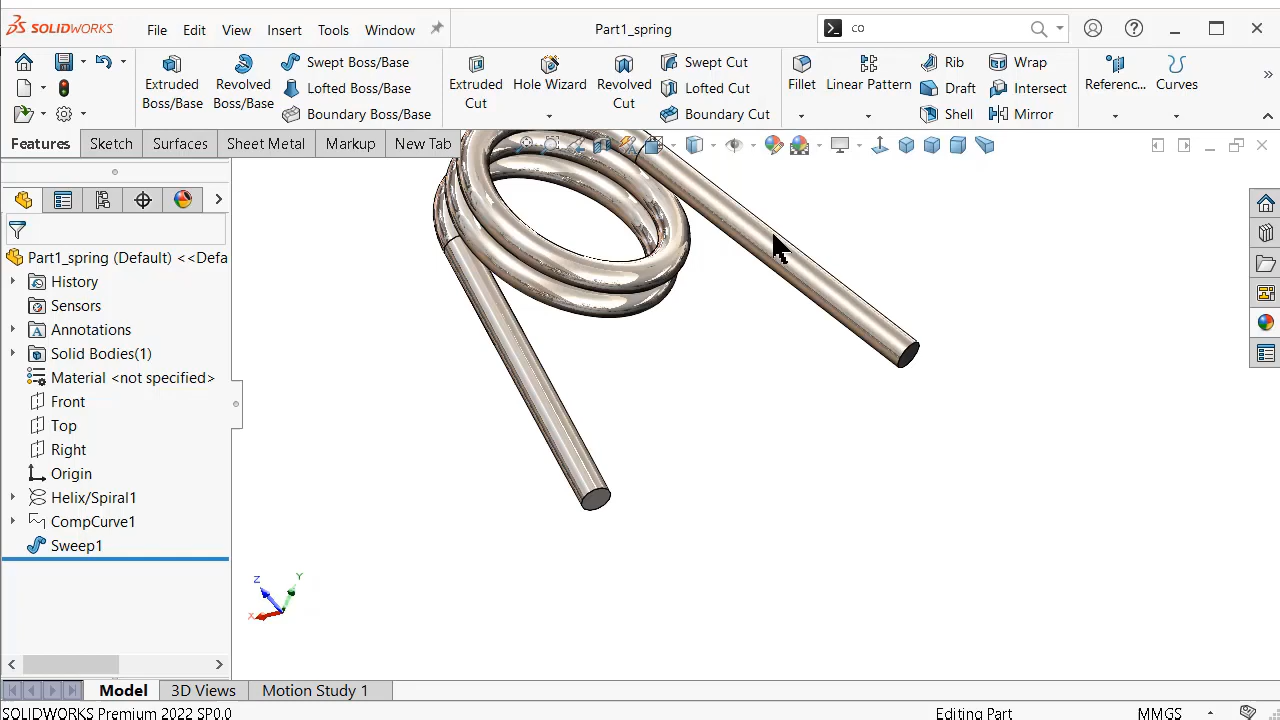 SOLIDWORKS File Edit View Insert Tools Window Part1_spring co
Extruded Boss/Base
Revolved Boss/Base
Swept Boss/Base
Lofted Boss/Base
Boundary Boss/Base
Extruded Cut
Hole Wizard
Revolved Cut
Swept Cut
Lofted Cut
Boundary Cut
Fillet
Linear Pattern
Rib
Draft
Shell
Wrap
Intersect
Mirror
Referenc...
Curves
Features Sketch Surfaces Sheet Metal Markup New Tab
Part1_spring (Default) <<Defa
History
Sensors
Annotations
Solid Bodies(1)
Material <not specified>
Front
Top
Right
Origin
Helix/Spiral1
CompCurve1
Sweep1
Z Y
X
Model 3D Views Motion Study 1
SOLIDWORKS Premium 2022 SP0.0 Editing Part MMGS